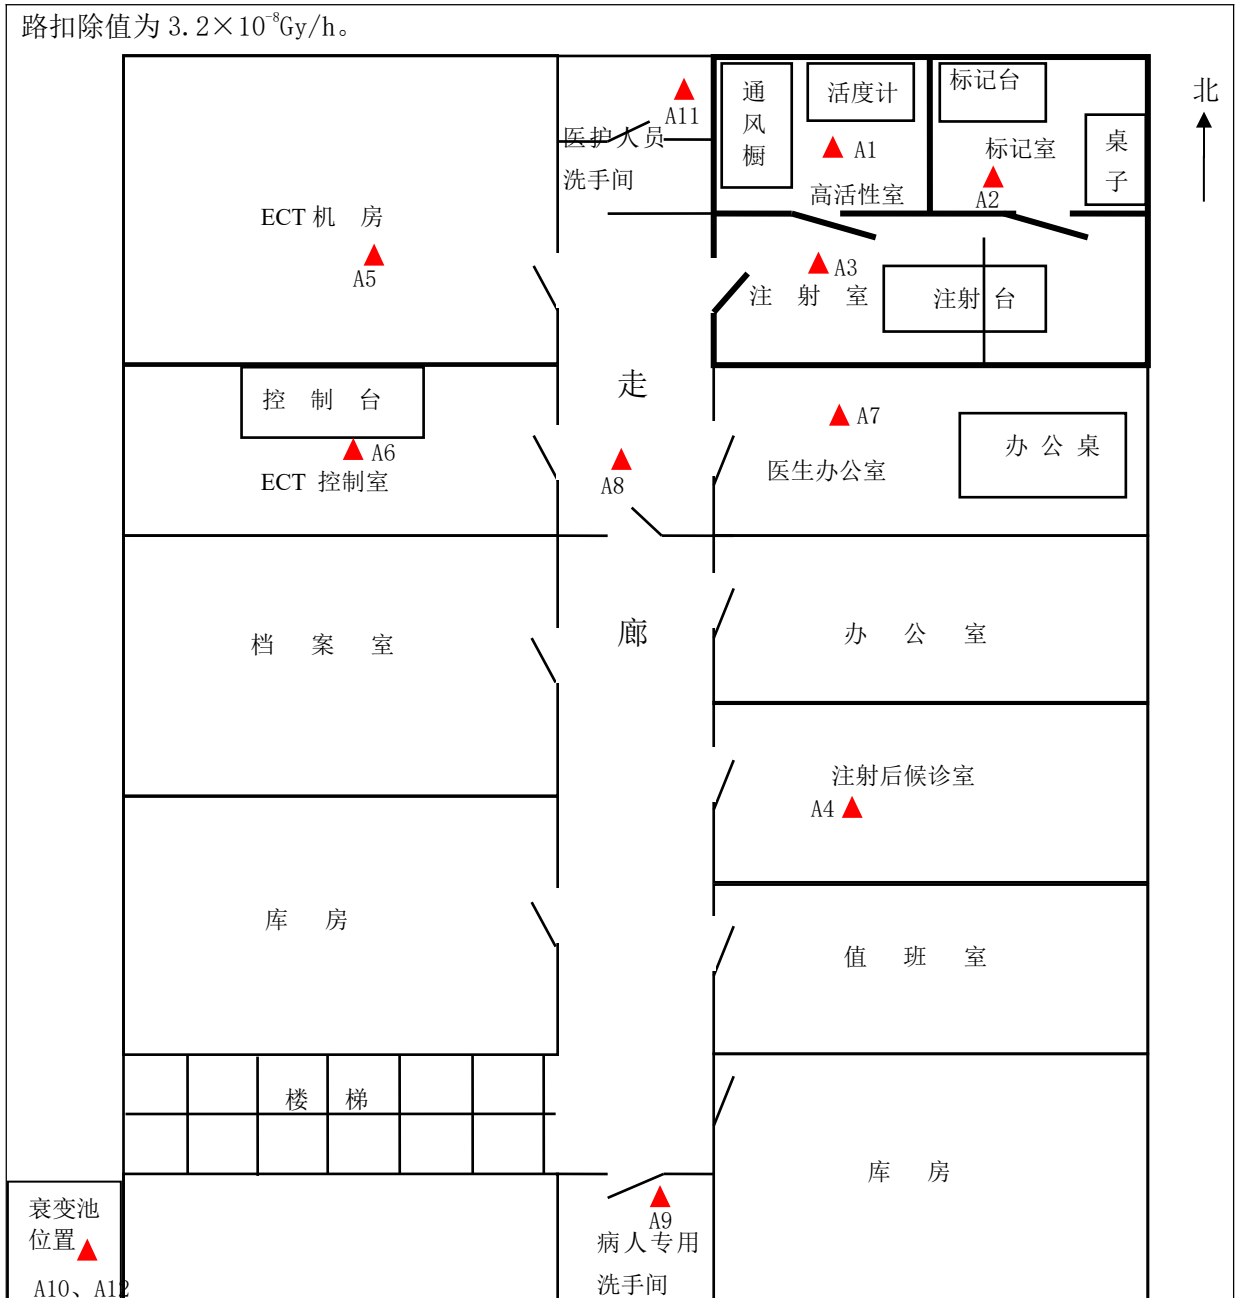 路扣除值为 3.2×10⁻⁸Gy/h。
通
风
橱
活度计
标记台
北
A11
医护人员
洗手间
A1
高活性室
标记室
A2
桌
子
ECT 机 房
A5
A3
注 射 室
注射 台
走
控 制 台
A6
ECT 控制室
A8
A7
医生办公室
办 公 桌
档 案 室
廊
办 公 室
注射后候诊室
A4
库 房
值 班 室
楼 梯
库 房
衰变池
位置
A10、A12
A9
病人专用
洗手间